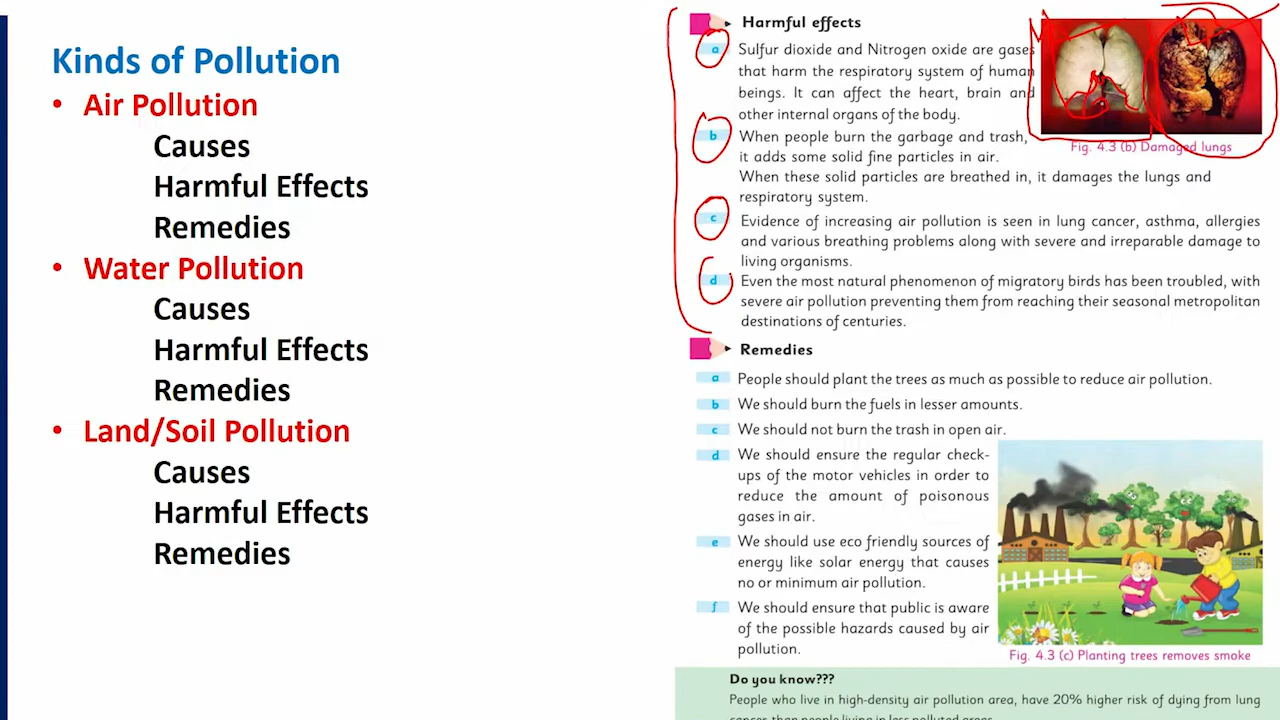 Kinds of Pollution
• Air Pollution
Causes
Harmful Effects
Remedies
• Water Pollution
Causes
Harmful Effects
Remedies
• Land/Soil Pollution
Causes
Harmful Effects
Remedies
Harmful effects
a Sulfur dioxide and Nitrogen oxide are gases
that harm the respiratory system of human
beings. It can affect the heart, brain and
other internal organs of the body.
Fig. 4.3 (b) Damaged lungs
b When people burn the garbage and trash,
it adds some solid fine particles in air.
When these solid particles are breathed in, it damages the lungs and
respiratory system.
c Evidence of increasing air pollution is seen in lung cancer, asthma, allergies
and various breathing problems along with severe and irreparable damage to
living organisms.
d Even the most natural phenomenon of migratory birds has been troubled, with
severe air pollution preventing them from reaching their seasonal metropolitan
destinations of centuries.
Remedies
a People should plant the trees as much as possible to reduce air pollution.
b We should burn the fuels in lesser amounts.
c We should not burn the trash in open air.
d We should ensure the regular check-
ups of the motor vehicles in order to
reduce the amount of poisonous
gases in air.
e We should use eco friendly sources of
energy like solar energy that causes
no or minimum air pollution.
f We should ensure that public is aware
of the possible hazards caused by air
pollution.
Fig. 4.3 (c) Planting trees removes smoke
Do you know???
People who live in high-density air pollution area, have 20% higher risk of dying from lung
cancer than people living in less polluted areas.